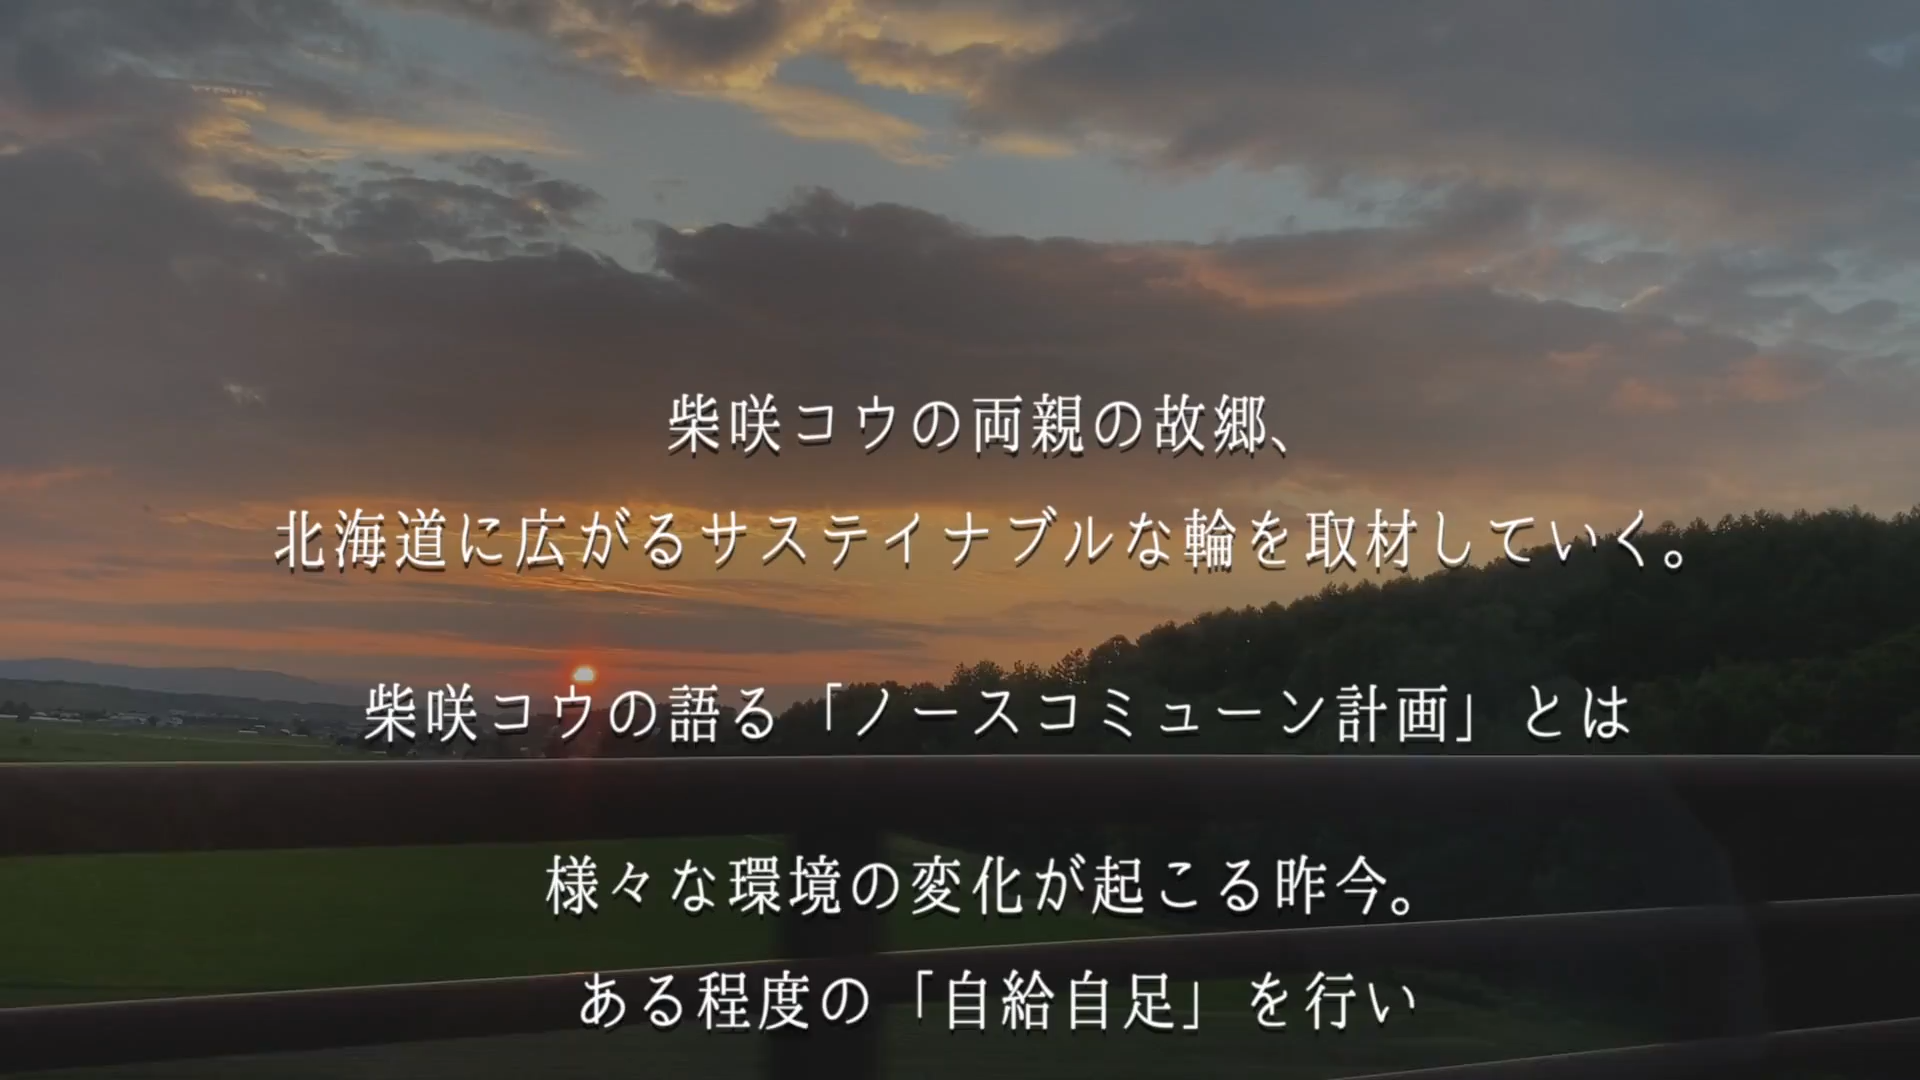 柴咲コウの両親の故郷、
北海道に広がるサステイナブルな輪を取材していく。
柴咲コウの語る「ノースコミューン計画」とは
様々な環境の変化が起こる昨今。
ある程度の「自給自足」を行い